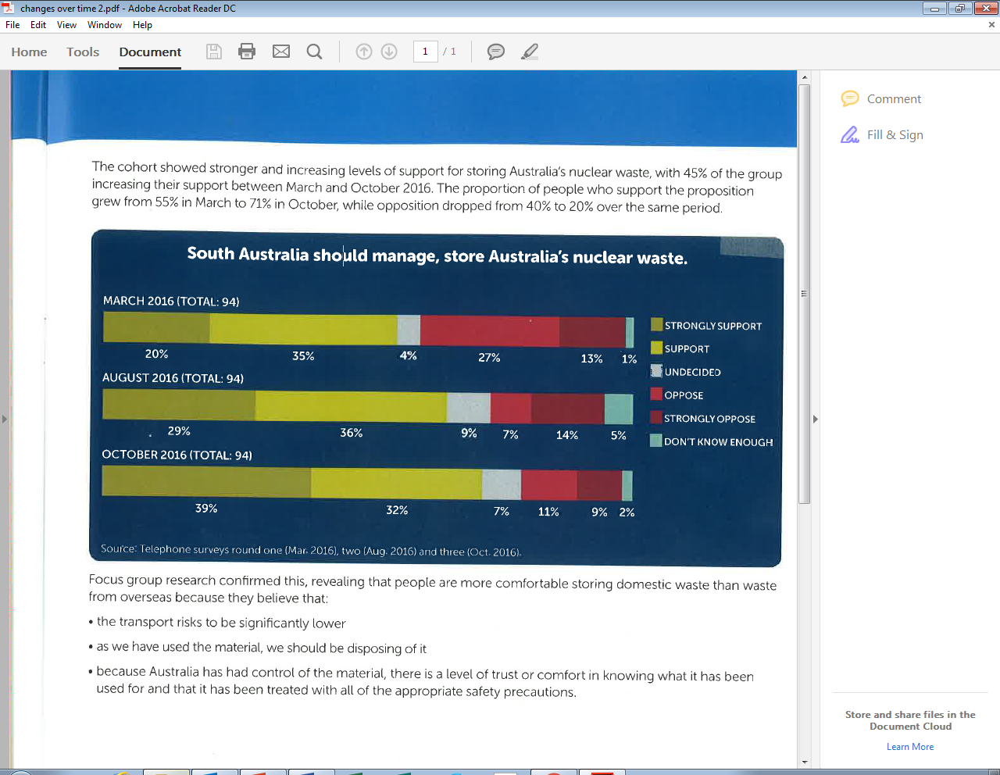 changes over time 2.pdf - Adobe Acrobat Reader DC
File Edit View Window Help
Home Tools Document 1 / 1
Comment
Fill & Sign
The cohort showed stronger and increasing levels of support for storing Australia's nuclear waste, with 45% of the group
increasing their support between March and October 2016. The proportion of people who support the proposition
grew from 55% in March to 71% in October, while opposition dropped from 40% to 20% over the same period.
South Australia should manage, store Australia's nuclear waste.
MARCH 2016 (TOTAL: 94)
20% 35% 4% 27% 13% 1%
AUGUST 2016 (TOTAL: 94)
29% 36% 9% 7% 14% 5%
OCTOBER 2016 (TOTAL: 94)
39% 32% 7% 11% 9% 2%
STRONGLY SUPPORT
SUPPORT
UNDECIDED
OPPOSE
STRONGLY OPPOSE
DON'T KNOW ENOUGH
Source: Telephone surveys round one (Mar. 2016), two (Aug. 2016) and three (Oct. 2016).
Focus group research confirmed this, revealing that people are more comfortable storing domestic waste than waste
from overseas because they believe that:
• the transport risks to be significantly lower
• as we have used the material, we should be disposing of it
• because Australia has had control of the material, there is a level of trust or comfort in knowing what it has been
used for and that it has been treated with all of the appropriate safety precautions.
Store and share files in the
Document Cloud
Learn More